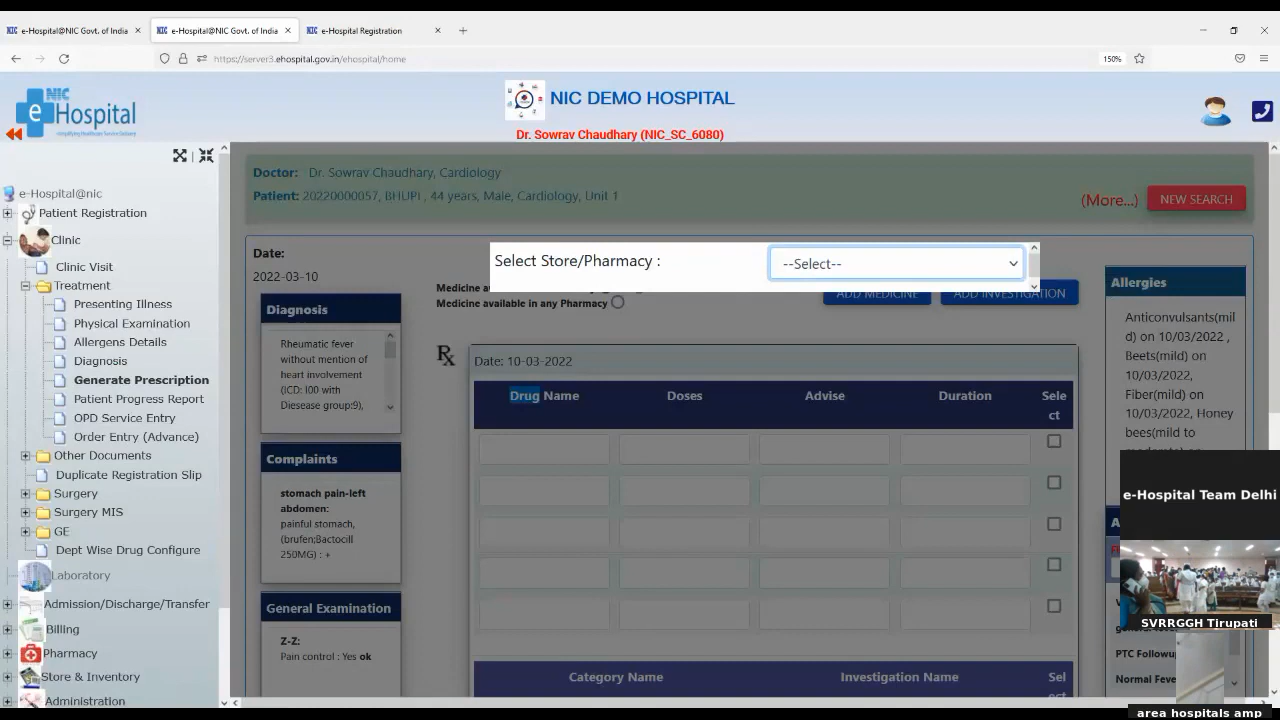 e-Hospital@NIC Govt. of India
e-Hospital@NIC Govt. of India
e-Hospital Registration
https://server3.ehospital.gov.in/ehospital/home
150%
NIC
eHospital
NIC DEMO HOSPITAL
Dr. Sowrav Chaudhary (NIC_SC_6080)
e-Hospital@nic
Patient Registration
Clinic
Clinic Visit
Treatment
Presenting Illness
Physical Examination
Allergens Details
Diagnosis
Generate Prescription
Patient Progress Report
OPD Service Entry
Order Entry (Advance)
Other Documents
Duplicate Registration Slip
Surgery
Surgery MIS
GE
Dept Wise Drug Configure
Laboratory
Admission/Discharge/Transfer
Billing
Pharmacy
Store & Inventory
Administration
Doctor: Dr. Sowrav Chaudhary, Cardiology
Patient: 20220000057, BHUPI , 44 years, Male, Cardiology, Unit 1
(More...)
NEW SEARCH
Date:
2022-03-10
Select Store/Pharmacy :
--Select--
Medicine
Medicine available in any Pharmacy
ADD MEDICINE
ADD INVESTIGATION
Diagnosis
Rheumatic fever
without mention of
heart involvement
(ICD: I00 with
Diesease group:9),
Complaints
stomach pain-left
abdomen:
painful stomach,
(brufen;Bactocill
250MG) : +
General Examination
Z-Z:
Pain control : Yes ok
Rx
Date: 10-03-2022
Drug Name
Doses
Advise
Duration
Sele
ct
Category Name
Investigation Name
Sel
ect
Allergies
Anticonvulsants(mil
d) on 10/03/2022 ,
Beets(mild) on
10/03/2022,
Fiber(mild) on
10/03/2022, Honey
bees(mild to
e-Hospital Team Delhi
SVRRGGH Tirupati
PTC Followup
Normal Feve
area hospitals amp